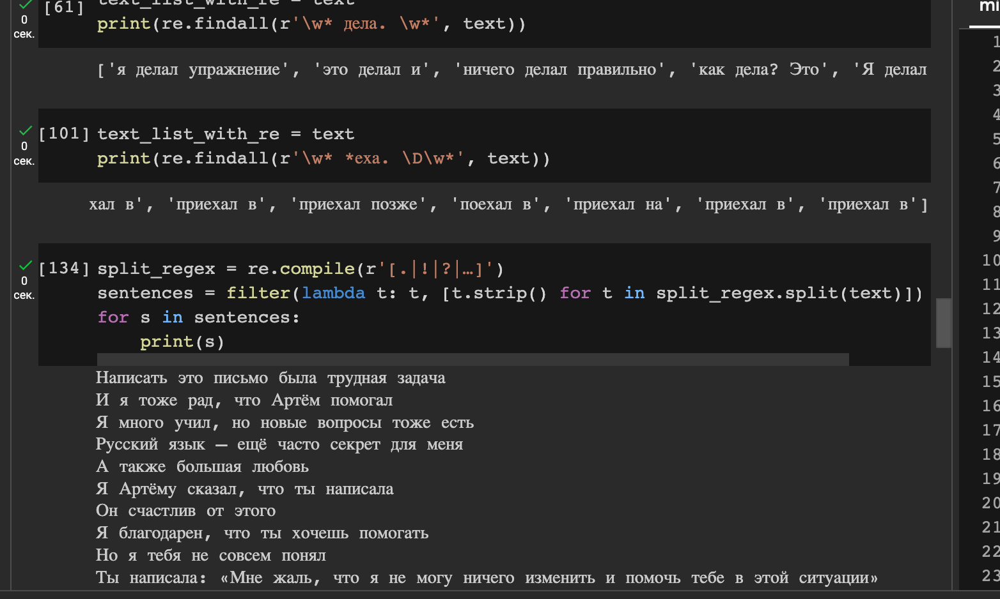 [61] text_list_with_re = text
0
сек.
print(re.findall(r'\w* дела. \w*', text))
['я делал упражнение', 'это делал и', 'ничего делал правильно', 'как дела? Это', 'Я делал
[101] text_list_with_re = text
0
сек.
print(re.findall(r'\w* *еха. \D\w*', text))
хал в', 'приехал в', 'приехал позже', 'поехал в', 'приехал на', 'приехал в', 'приехал в']
[134] split_regex = re.compile(r'[.|!|?|…]')
0
сек.
sentences = filter(lambda t: t, [t.strip() for t in split_regex.split(text)])
for s in sentences:
print(s)
Написать это письмо была трудная задача
И я тоже рад, что Артём помогал
Я много учил, но новые вопросы тоже есть
Русский язык — ещё часто секрет для меня
А также большая любовь
Я Артёму сказал, что ты написала
Он счастлив от этого
Я благодарен, что ты хочешь помогать
Но я тебя не совсем понял
Ты написала: «Мне жаль, что я не могу ничего изменить и помочь тебе в этой ситуации»
mi
1
2
3
4
5
6
7
8
9
10
11
12
13
14
15
16
17
18
19
20
21
22
23